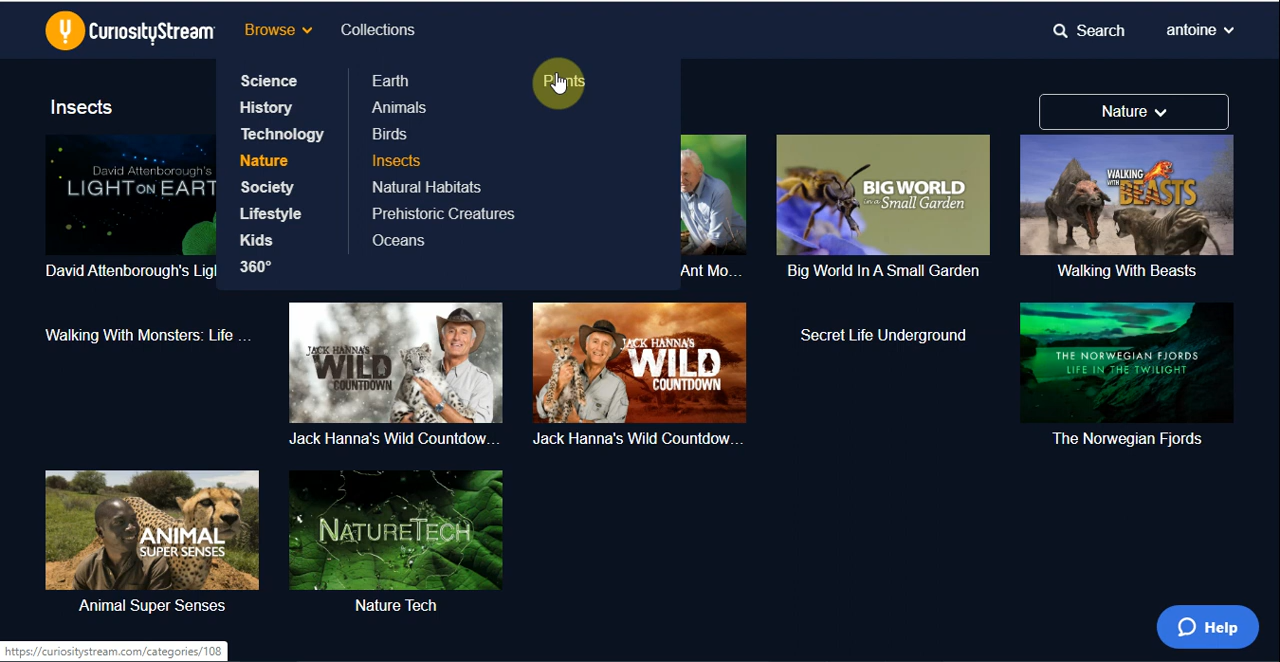 CURIOSITYSTREAM
Browse
Collections
Search
antoine
Science
Earth
History
Animals
Technology
Birds
Nature
Insects
Society
Natural Habitats
Lifestyle
Prehistoric Creatures
Kids
Oceans
360°
Insects
Nature
David Attenborough's
LIGHT ON EART
BIG WORLD
in a Small Garden
WALKING
WITH
BEASTS
David Attenborough's Ligh
Ant Mo...
Big World In A Small Garden
Walking With Beasts
Walking With Monsters: Life ...
JACK HANNA'S
WILD
COUNTDOWN
JACK HANNA'S
WILD
COUNTDOWN
Secret Life Underground
THE NORWEGIAN FJORDS
LIFE IN THE TWILIGHT
Jack Hanna's Wild Countdow...
Jack Hanna's Wild Countdow...
The Norwegian Fjords
ANIMAL
SUPER SENSES
NATURETECH
Animal Super Senses
Nature Tech
Help
https://curiositystream.com/categories/108